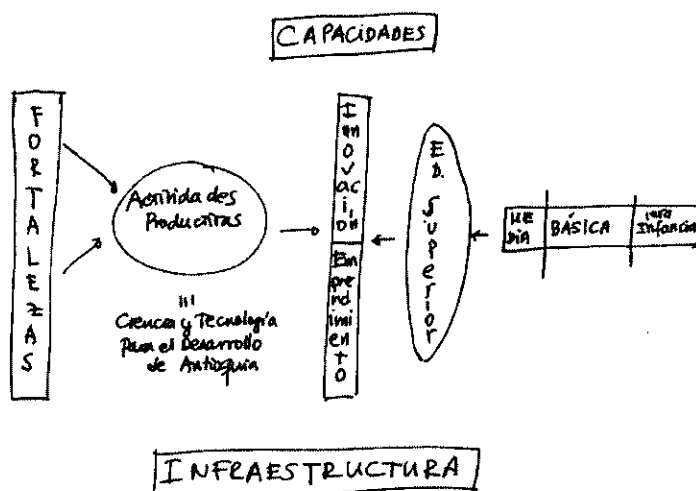 CAPACIDADES
FORTALEZAS
Actividades
Productivas
Ciencia y Tecnología
Para el Desarrollo
de Antioquia
Innovación
Emprendimiento
ED. Superior
MEDIA
BÁSICA
Infancia
INFRAESTRUCTURA